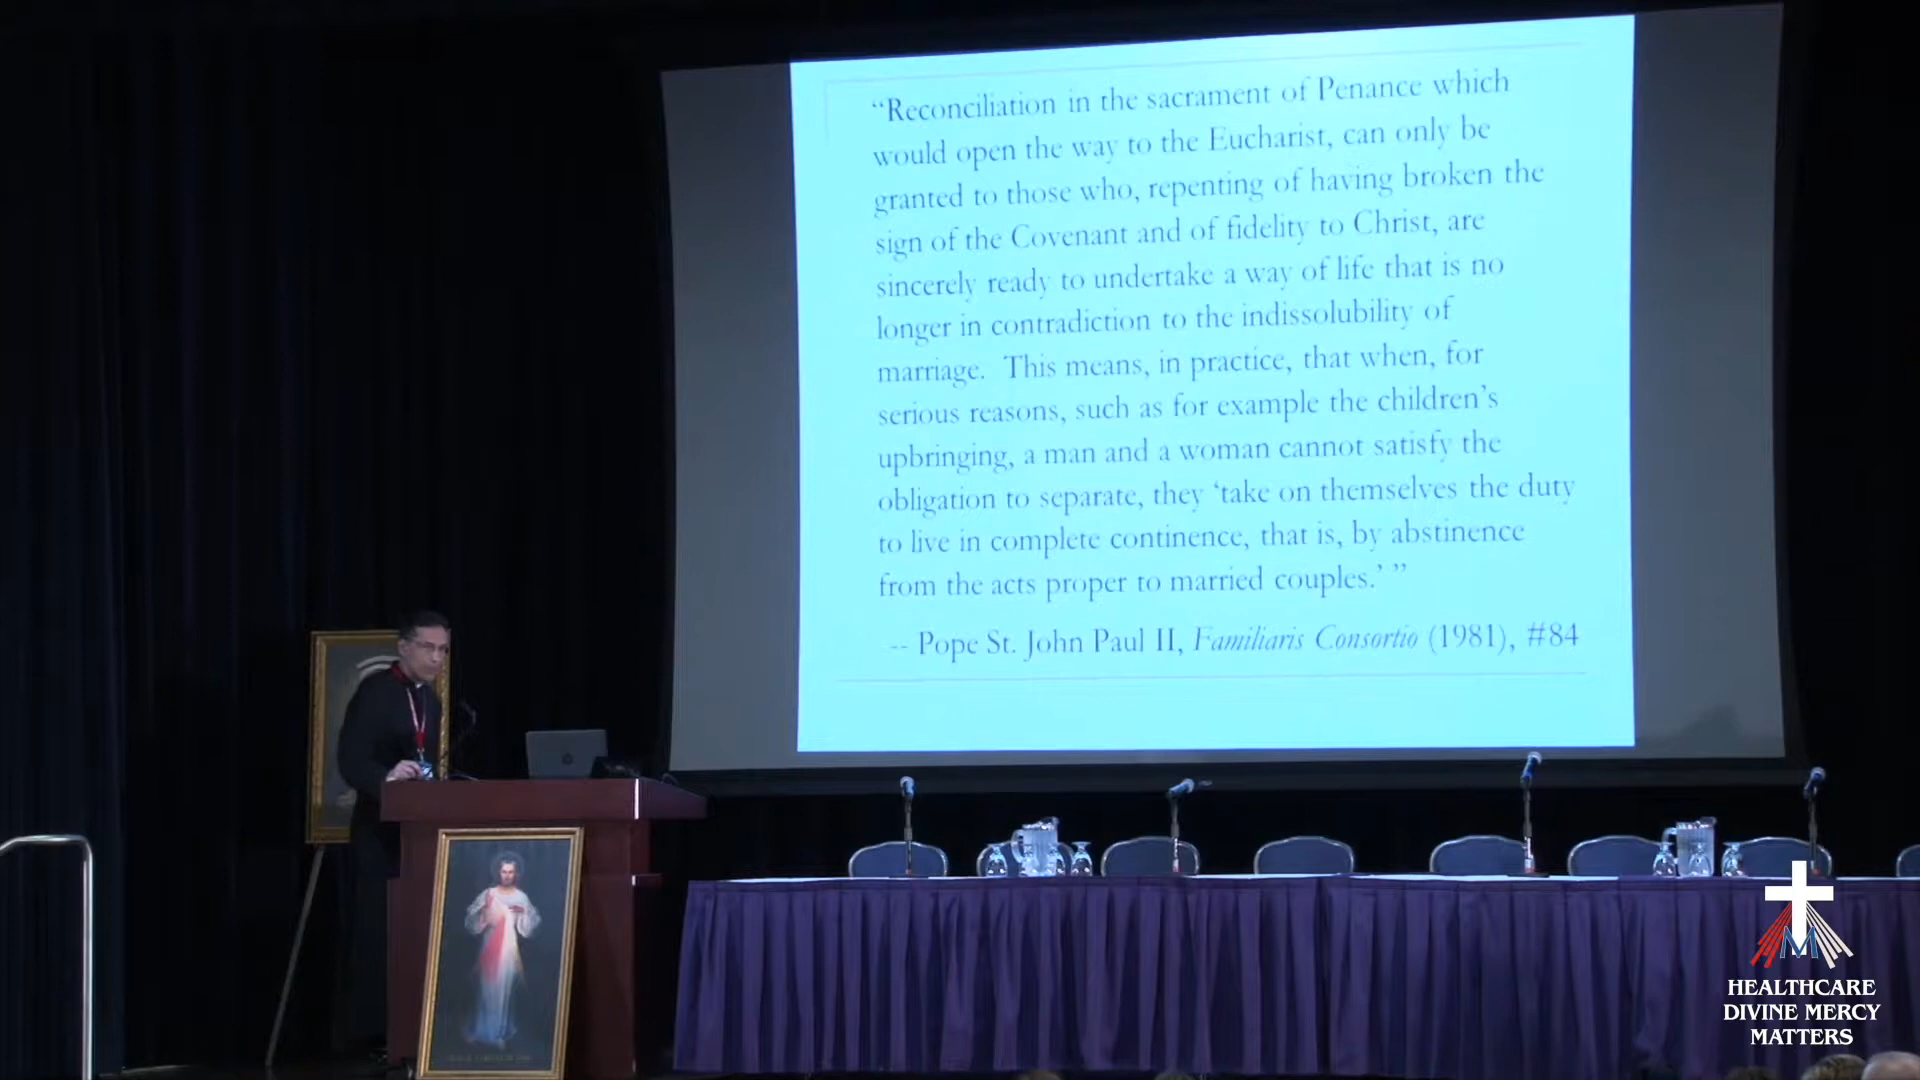 “Reconciliation in the sacrament of Penance which
would open the way to the Eucharist, can only be
granted to those who, repenting of having broken the
sign of the Covenant and of fidelity to Christ, are
sincerely ready to undertake a way of life that is no
longer in contradiction to the indissolubility of
marriage.  This means, in practice, that when, for
serious reasons, such as for example the children’s
upbringing, a man and a woman cannot satisfy the
obligation to separate, they ‘take on themselves the duty
to live in complete continence, that is, by abstinence
from the acts proper to married couples.’ ”
-- Pope St. John Paul II, Familiaris Consortio (1981), #84
M
HEALTHCARE
DIVINE MERCY
MATTERS